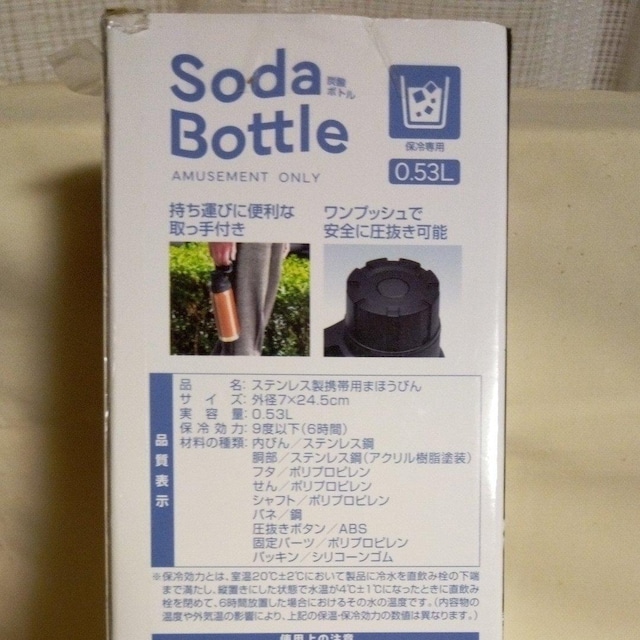 Soda
炭酸
ボトル
Bottle
AMUSEMENT ONLY
保冷専用
0.53L
持ち運びに便利な
取っ手付き
ワンプッシュで
安全に圧抜き可能
品質表示
品 名: ステンレス製携帯用まほうびん
サイズ: 外径7×24.5cm
実容量: 0.53L
保冷効力: 9度以下(6時間)
材料の種類: 内びん/ステンレス鋼
胴部/ステンレス鋼(アクリル樹脂塗装)
フタ/ポリプロピレン
せん/ポリプロピレン
シャフト/ポリプロピレン
バネ/鋼
圧抜きボタン/ABS
固定パーツ/ポリプロピレン
パッキン/シリコーンゴム
※保冷効力とは、室温20℃±2℃において製品に冷水を直飲み栓の下端
まで満たし、縦置きにした状態で水温が4℃±1℃になったときに直飲み
栓を閉めて、6時間放置した場合におけるその水の温度です。(内容物の
温度や外気温の影響により、上記の保温・保冷効力の数値は異なります。)
使用上の注意